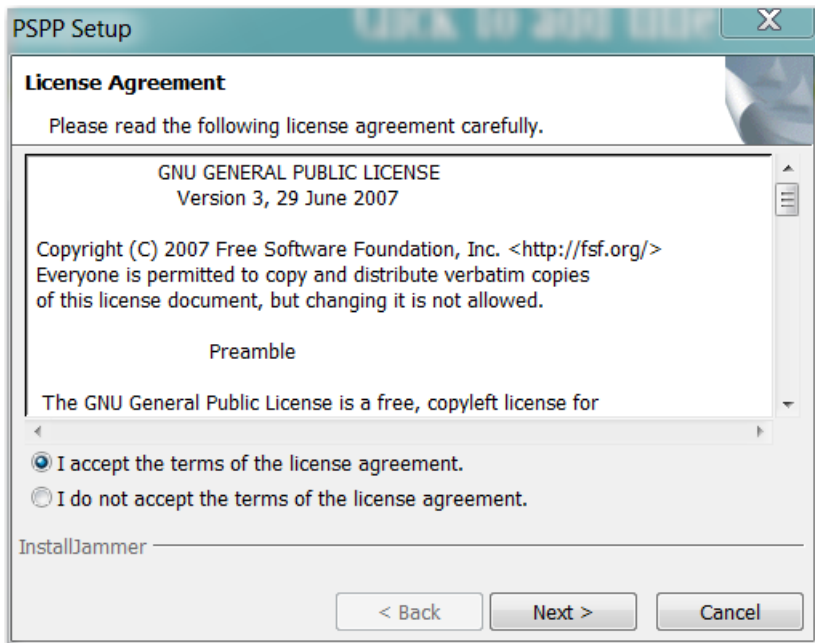 Click to add title
PSPP Setup
X
License Agreement
Please read the following license agreement carefully.
GNU GENERAL PUBLIC LICENSE
Version 3, 29 June 2007
Copyright (C) 2007 Free Software Foundation, Inc. <http://fsf.org/>
Everyone is permitted to copy and distribute verbatim copies
of this license document, but changing it is not allowed.
Preamble
The GNU General Public License is a free, copyleft license for
I accept the terms of the license agreement.
I do not accept the terms of the license agreement.
InstallJammer
< Back Next > Cancel